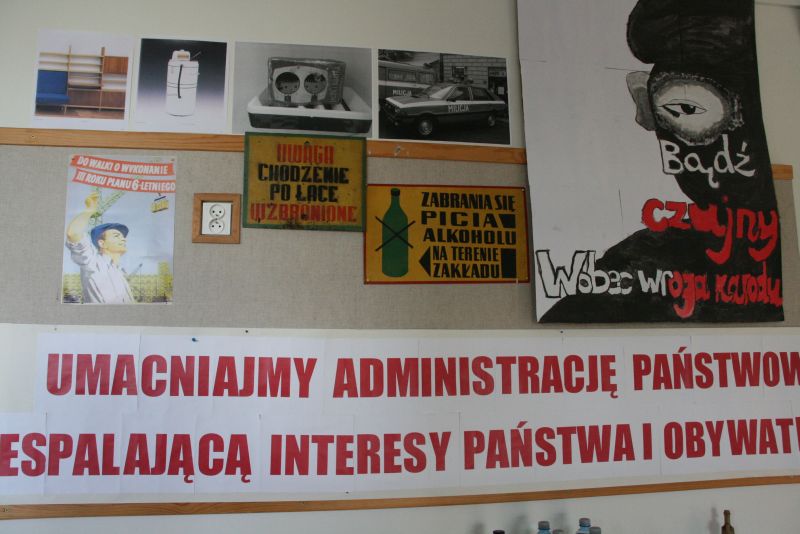 MILICJA
MILICJA
DO WALKI O WYKONANIE
III ROKU PLANU 6-LETNIEGO
UWAGA
CHODZENIE
PO ŁĄCE
WZBRONIONE
ZABRANIA SIĘ
PICIA
ALKOHOLU
NA TERENIE
ZAKŁADU
Bądź
czujny
Wobec wroga narodu
UMACNIAJMY ADMINISTRACJĘ PAŃSTWOW
ESPALAJĄCĄ INTERESY PAŃSTWA I OBYWAT